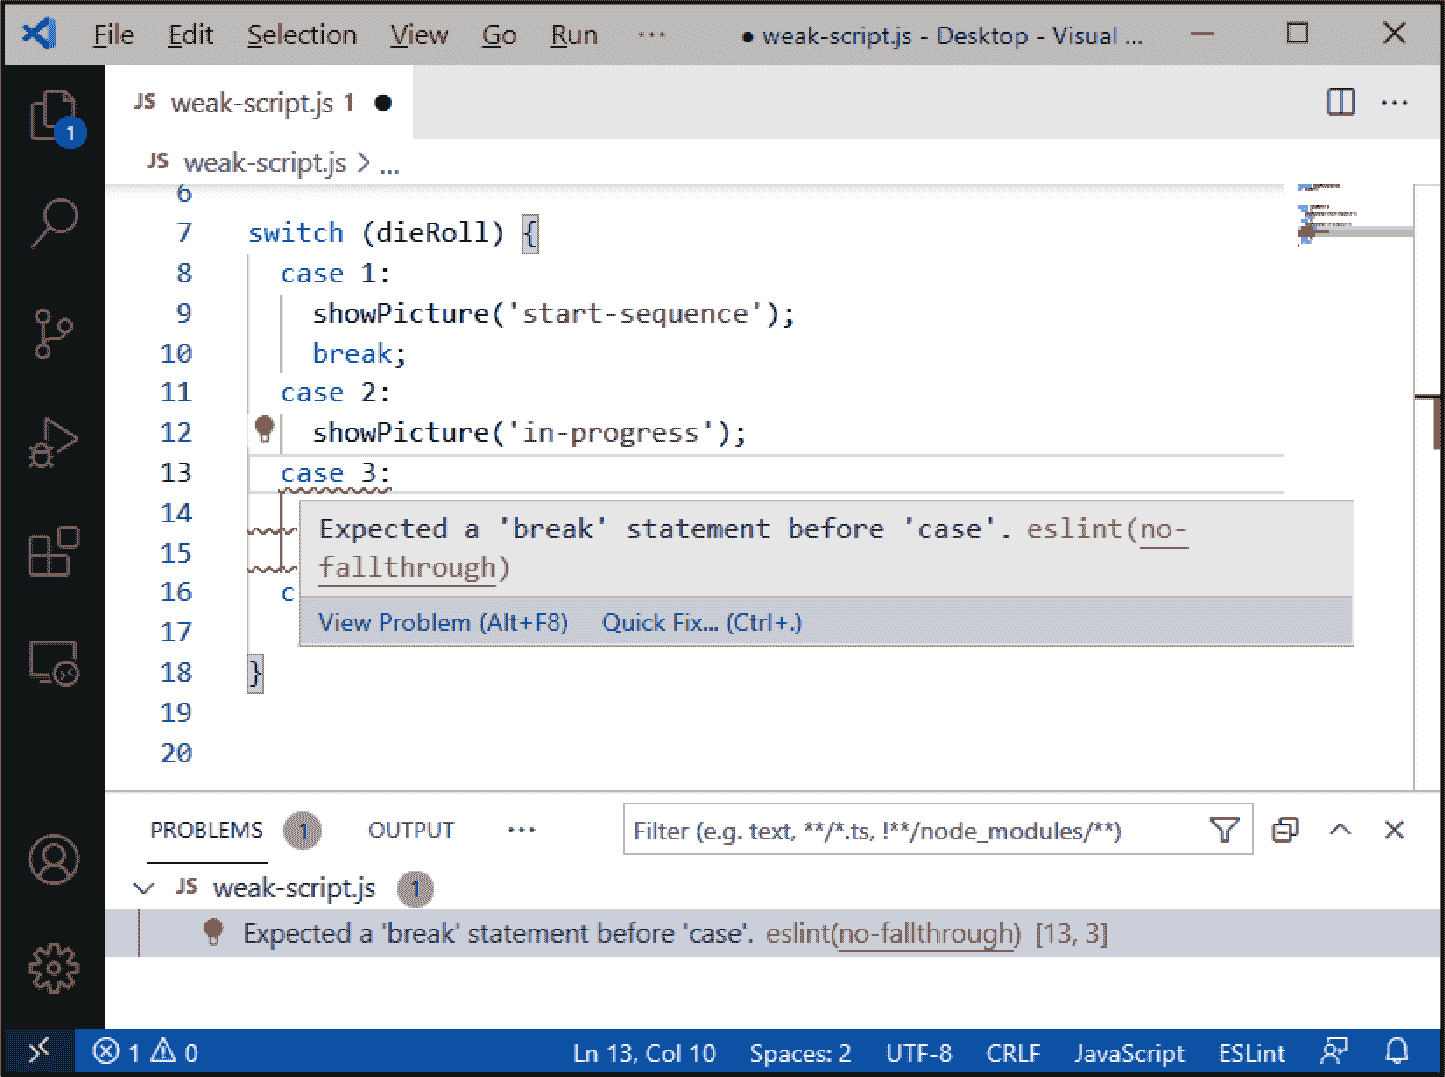 File Edit Selection View Go Run ··· ● weak-script.js - Desktop - Visual ...
1
JS weak-script.js 1 ●
JS weak-script.js > ...
6
7 switch (dieRoll) {
8 case 1:
9 showPicture('start-sequence');
10 break;
11 case 2:
12 showPicture('in-progress');
13 case 3:
14
15
16 c
17
18 }
19
20
Expected a 'break' statement before 'case'. eslint(no-
fallthrough)
View Problem (Alt+F8) Quick Fix... (Ctrl+.)
PROBLEMS 1 OUTPUT ··· Filter (e.g. text, **/*.ts, !**/node_modules/**)
JS weak-script.js 1
Expected a 'break' statement before 'case'. eslint(no-fallthrough) [13, 3]
1 0 Ln 13, Col 10 Spaces: 2 UTF-8 CRLF JavaScript ESLint